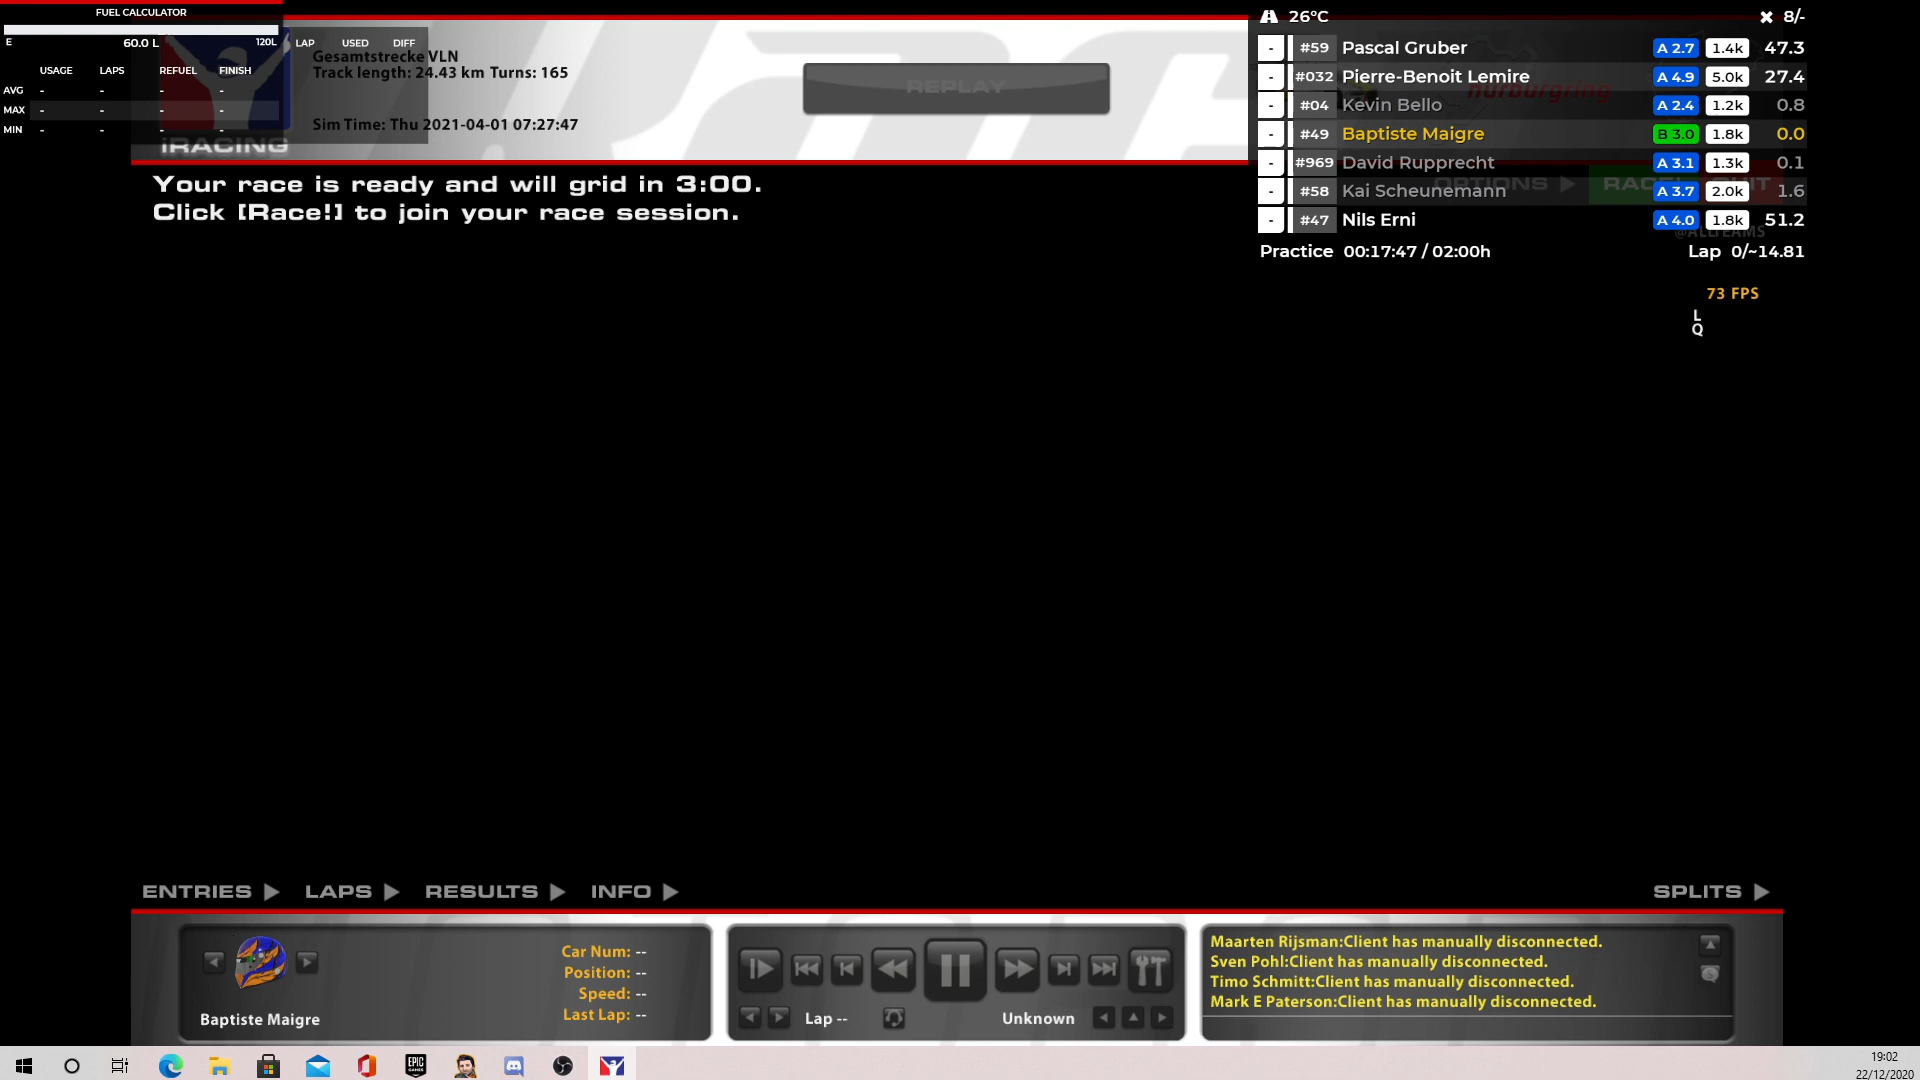 FUEL CALCULATOR
E 60.0 L 120L
LAP USED DIFF
USAGE LAPS REFUEL FINISH
AVG - - - -
MAX - - - -
MIN - - - -
iRACING
Gesamtstrecke VLN
Track length: 24.43 km Turns: 165
Sim Time: Thu 2021-04-01 07:27:47
REPLAY
26°C 8/-
- #59 Pascal Gruber A 2.7 1.4k 47.3
- #032 Pierre-Benoit Lemire A 4.9 5.0k 27.4
- #04 Kevin Bello A 2.4 1.2k 0.8
- #49 Baptiste Maigre B 3.0 1.8k 0.0
- #969 David Rupprecht A 3.1 1.3k 0.1
- #58 Kai Scheunemann A 3.7 2.0k 1.6
- #47 Nils Erni A 4.0 1.8k 51.2
Practice 00:17:47 / 02:00h Lap 0/~14.81
nürburgring
OPTIONS RACE! QUIT
@ALLTEAMS
73 FPS
L
Q
Your race is ready and will grid in 3:00.
Click [Race!] to join your race session.
ENTRIES LAPS RESULTS INFO SPLITS
Baptiste Maigre
Car Num: --
Position: --
Speed: --
Last Lap: --
Lap -- Unknown
Maarten Rijsman:Client has manually disconnected.
Sven Pohl:Client has manually disconnected.
Timo Schmitt:Client has manually disconnected.
Mark E Paterson:Client has manually disconnected.
EPIC GAMES
19:02
22/12/2020